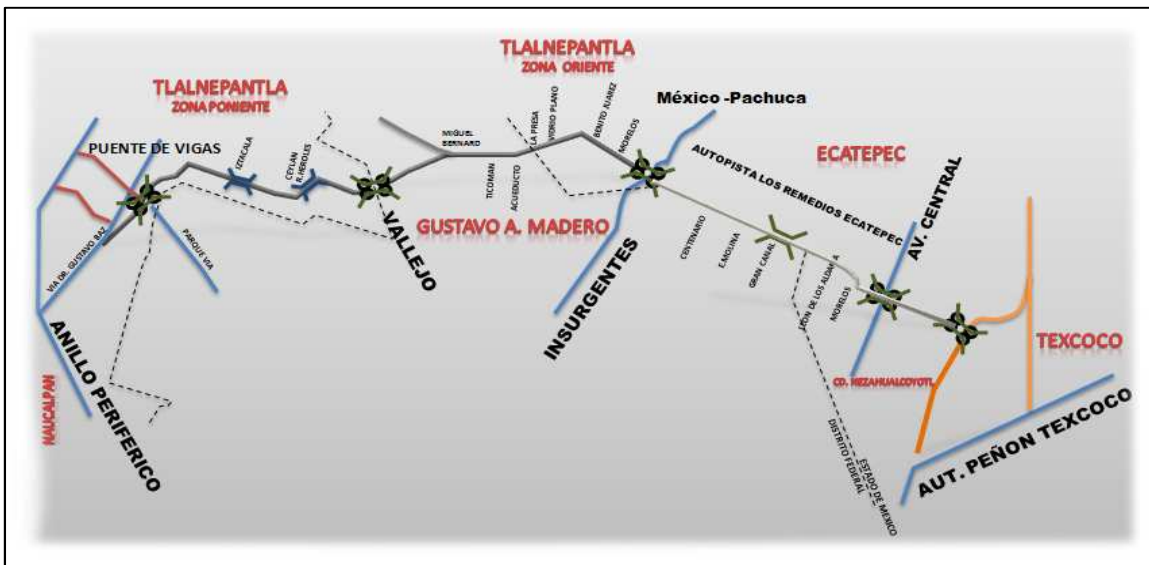 TLALNEPANTLA
ZONA PONIENTE
TLALNEPANTLA
ZONA ORIENTE
México -Pachuca
PUENTE DE VIGAS
IZTACALA
CEYLAN
R.HEROLES
MIGUEL
BERNARD
TICOMAN
ACUEDUCTO
LA PRESA
VIDRIO PLANO
BENITO JUAREZ
MORELOS
AUTOPISTA LOS REMEDIOS ECATEPEC
ECATEPEC
AV. CENTRAL
GUSTAVO A. MADERO
VALLEJO
INSURGENTES
VIA DR. GUSTAVO BAZ
PARQUE VIA
CENTENARIO
E.MOLINA
GRAN CANAL
LEON DE LOS ALDAMA
MORELOS
ANILLO PERIFERICO
NAUCALPAN
CD. NEZAHUALCOYOTL
TEXCOCO
AUT. PEÑON TEXCOCO
DISTRITO FEDERAL
ESTADO DE MEXICO